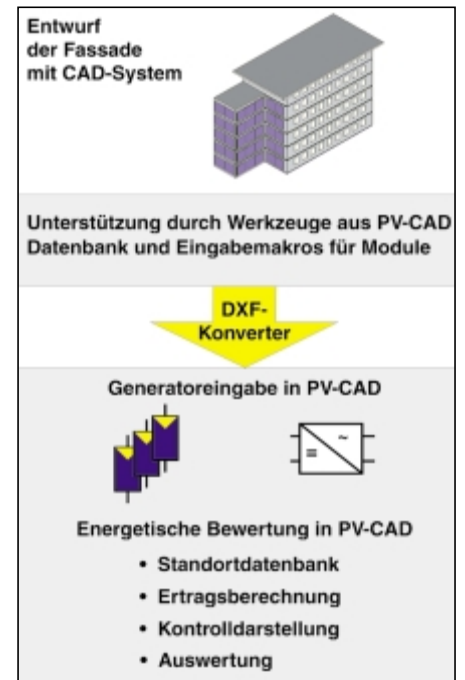 Entwurf
der Fassade
mit CAD-System
Unterstützung durch Werkzeuge aus PV-CAD
Datenbank und Eingabemakros für Module
DXF-
Konverter
Generatoreingabe in PV-CAD
= ~
Energetische Bewertung in PV-CAD
• Standortdatenbank
• Ertragsberechnung
• Kontrolldarstellung
• Auswertung